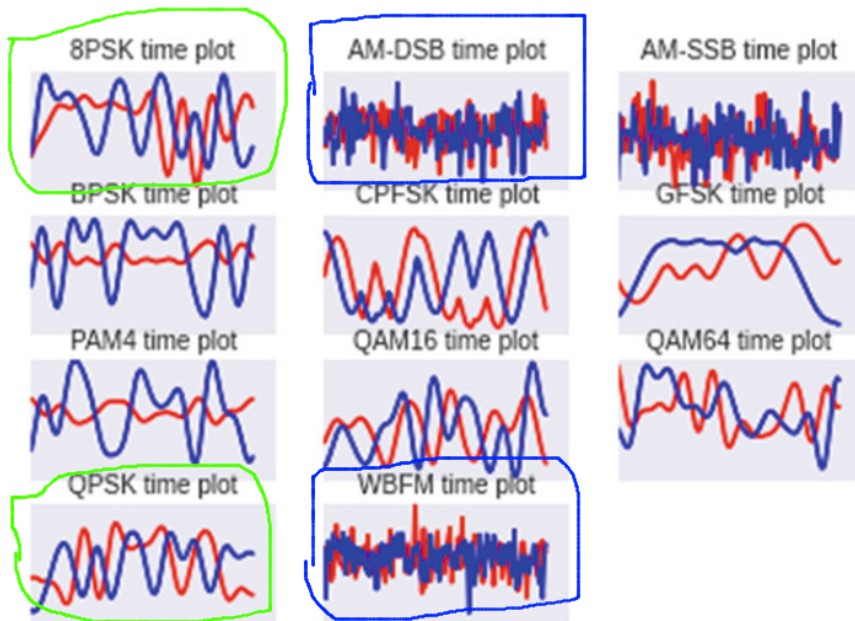 8PSK time plot AM-DSB time plot AM-SSB time plot
BPSK time plot CPFSK time plot GFSK time plot
PAM4 time plot QAM16 time plot QAM64 time plot
QPSK time plot WBFM time plot